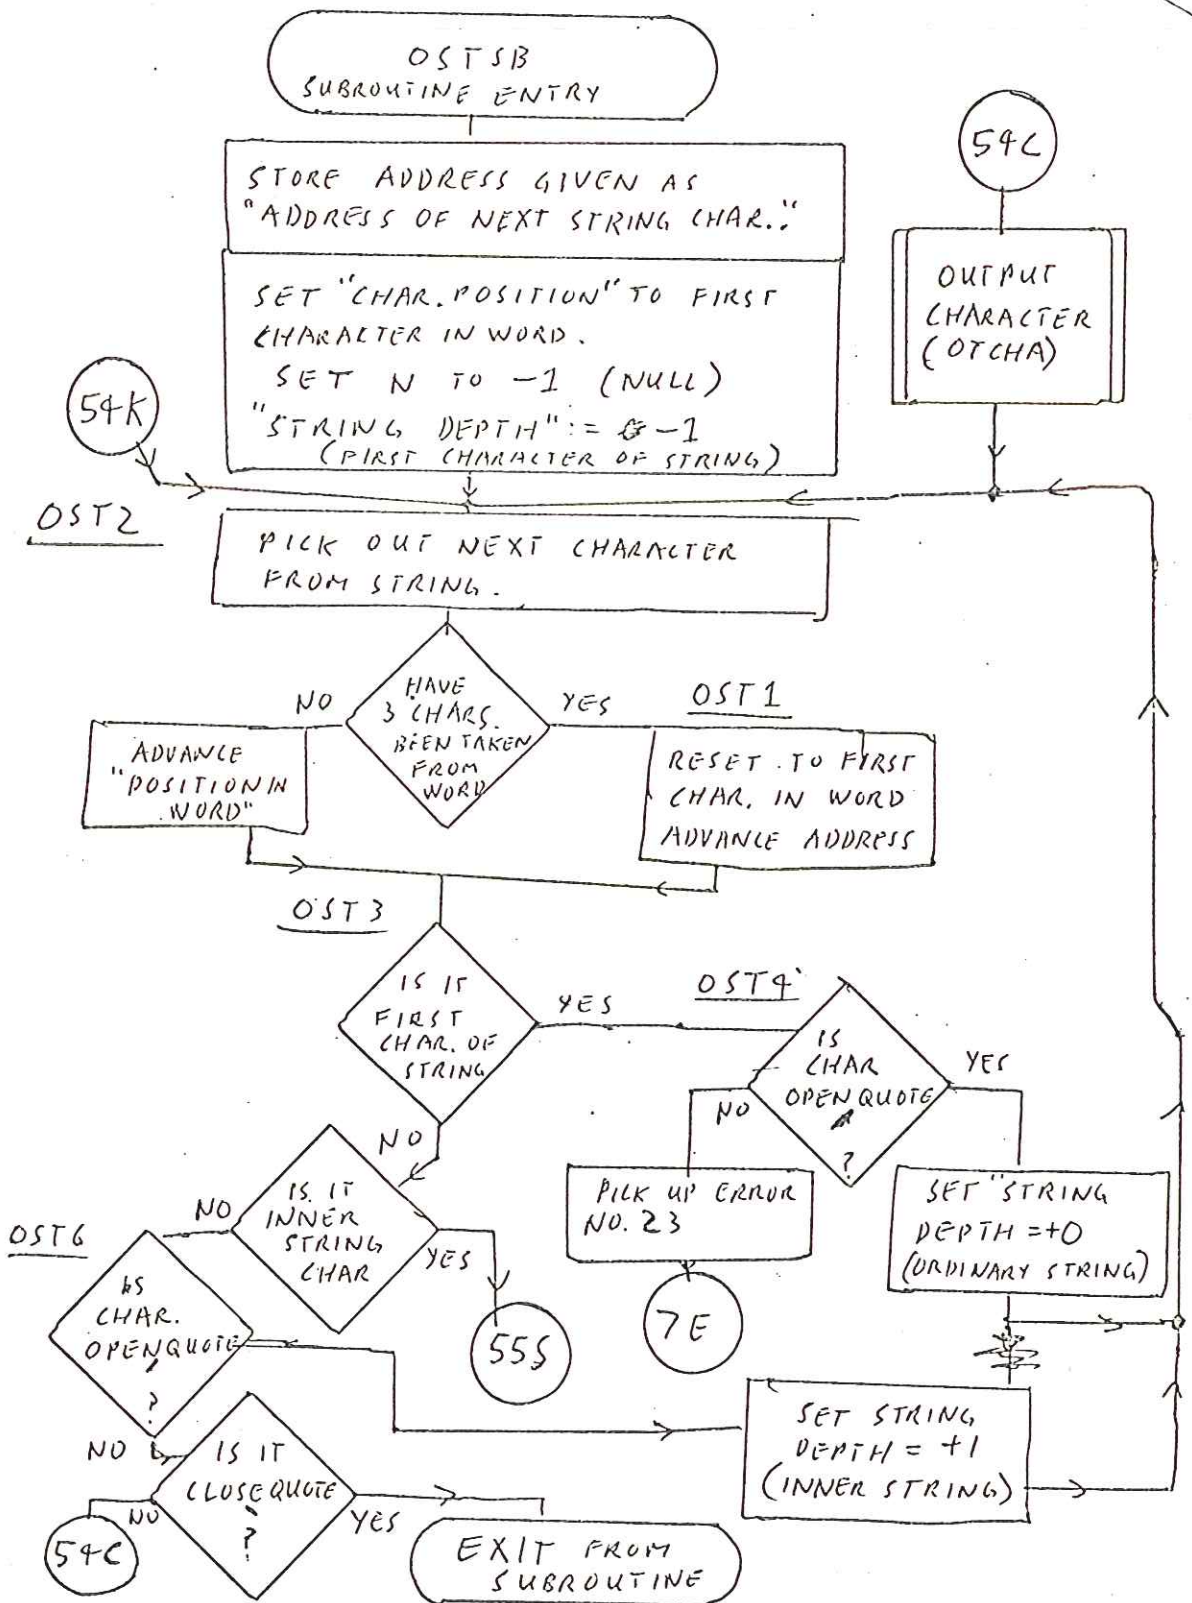 OSTSB
SUBROUTINE ENTRY
54C
STORE ADDRESS GIVEN AS
"ADDRESS OF NEXT STRING CHAR.."
OUTPUT
CHARACTER
(OTCHA)
SET "CHAR. POSITION" TO FIRST
CHARACTER IN WORD.
SET N TO -1 (NULL)
"STRING DEPTH" := -1
(FIRST CHARACTER OF STRING)
54K
OST2
PICK OUT NEXT CHARACTER
FROM STRING.
HAVE
3 CHARS.
BEEN TAKEN
FROM
WORD
NO
YES
OST1
ADVANCE
"POSITION IN
WORD"
RESET TO FIRST
CHAR. IN WORD
ADVANCE ADDRESS
OST3
IS IT
FIRST
CHAR. OF
STRING
YES
OST4
IS
CHAR
OPENQUOTE
?
YES
NO
NO
PICK UP ERROR
NO. 23
SET "STRING
DEPTH = +0
(ORDINARY STRING)
IS IT
INNER
STRING
CHAR
NO
YES
OST6
55S
7E
IS
CHAR.
OPENQUOTE
?
SET STRING
DEPTH = +1
(INNER STRING)
NO
IS IT
CLOSEQUOTE
?
NO
YES
54C
EXIT FROM
SUBROUTINE